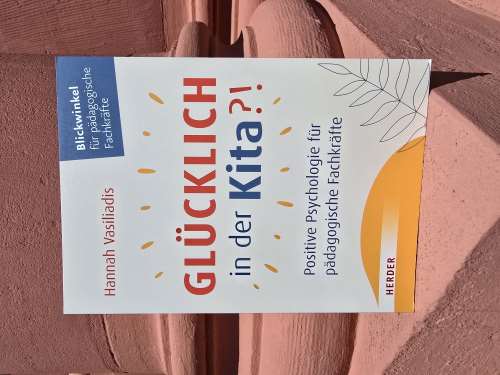 Blickwinkel
für pädagogische
Fachkräfte
Hannah Vasiliadis
GLÜCKLICH
in der Kita?!
Positive Psychologie für
pädagogische Fachkräfte
HERDER